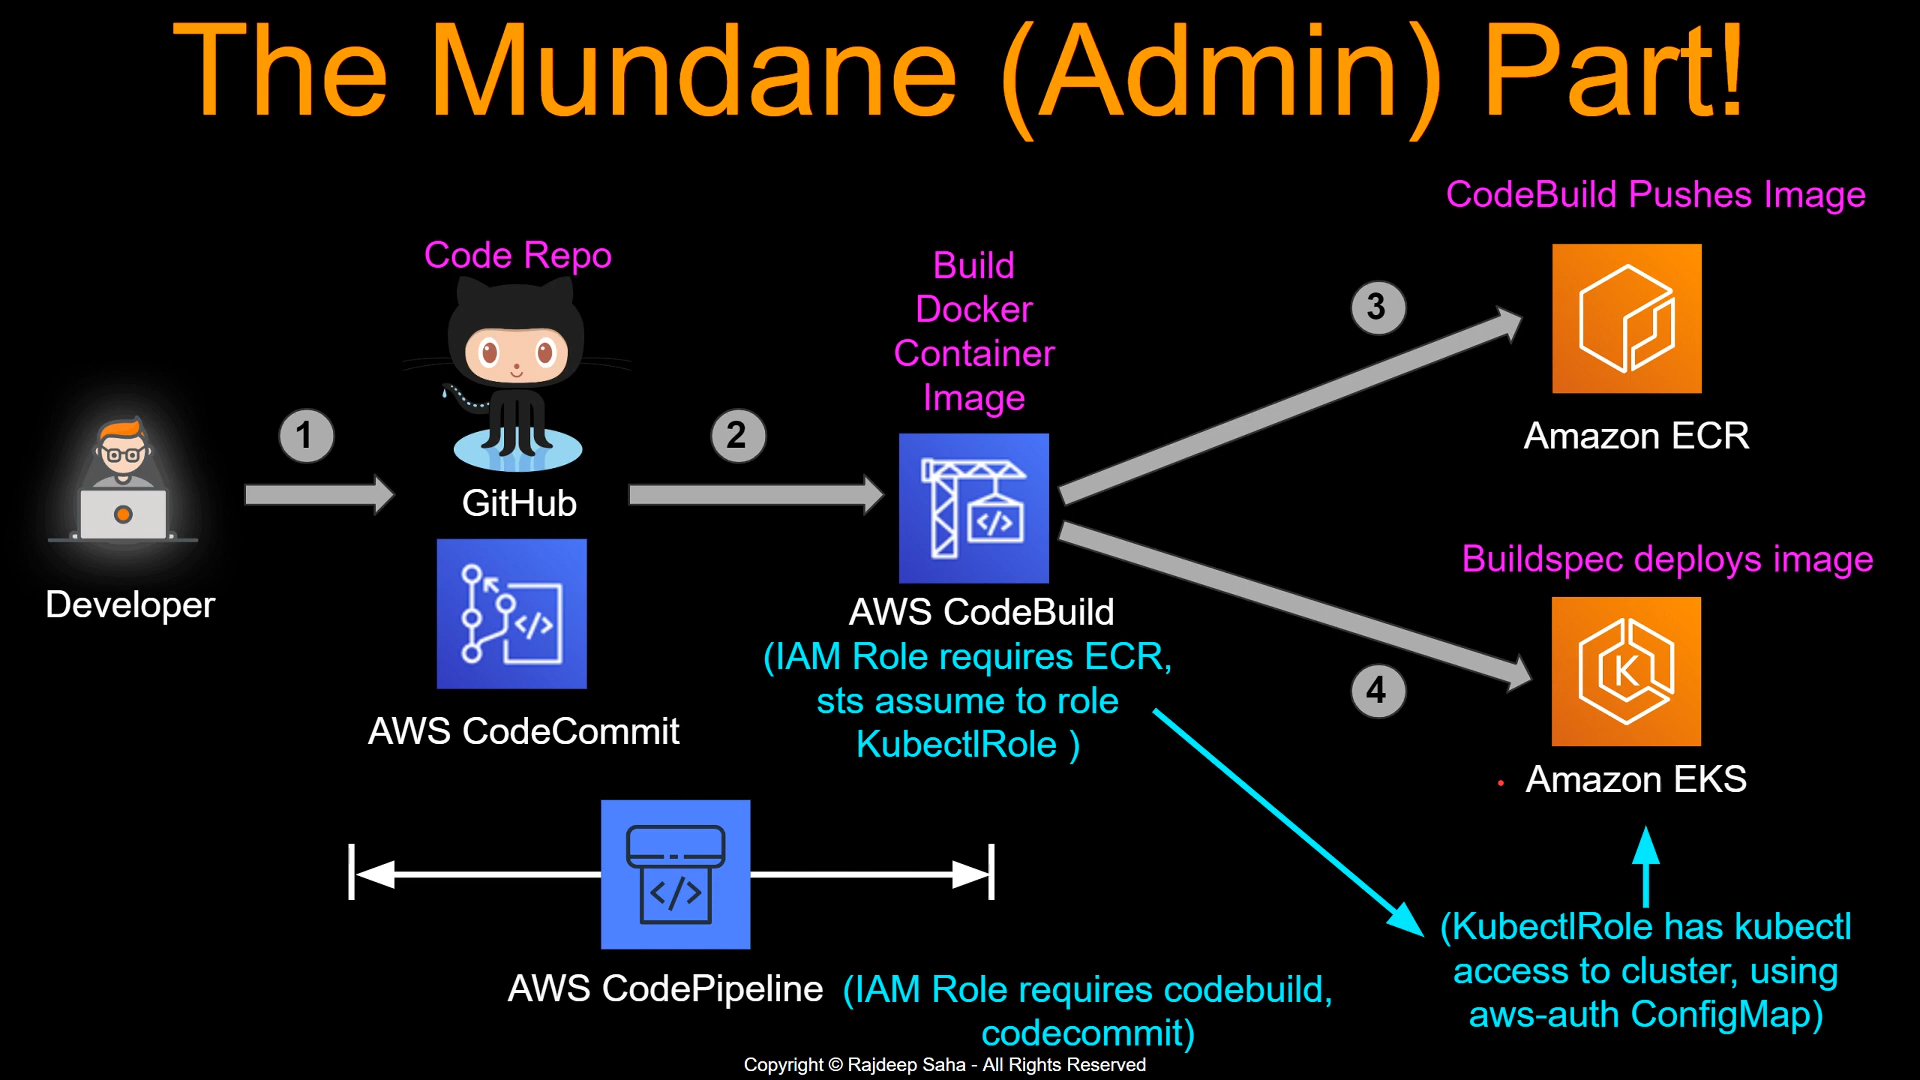 The Mundane (Admin) Part!
CodeBuild Pushes Image
Code Repo
Build
Docker
Container
Image
1
2
3
4
Developer
GitHub
AWS CodeCommit
AWS CodeBuild
(IAM Role requires ECR,
sts assume to role
KubectlRole )
Amazon ECR
Buildspec deploys image
K
Amazon EKS
(KubectlRole has kubectl
access to cluster, using
aws-auth ConfigMap)
AWS CodePipeline (IAM Role requires codebuild,
codecommit)
Copyright © Rajdeep Saha - All Rights Reserved